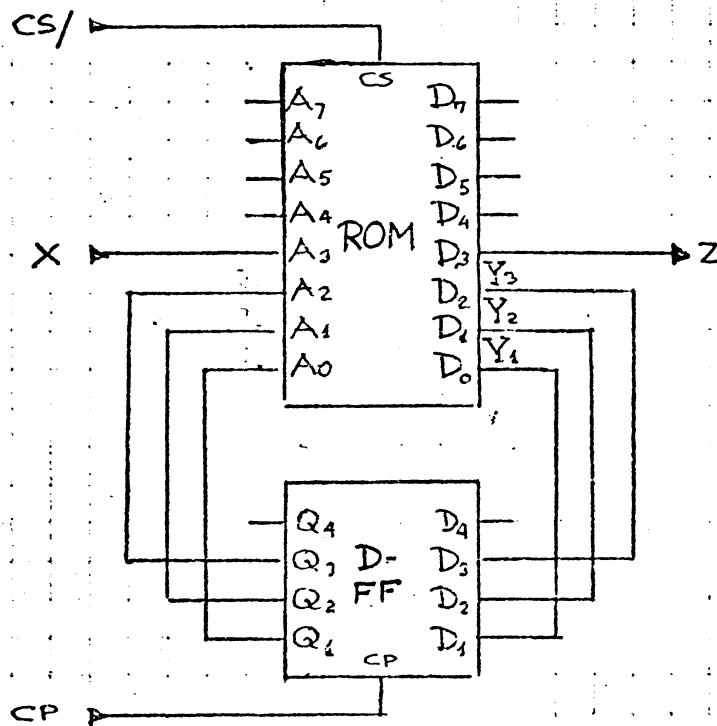 CS/
CS
A7 D7
A6 D6
A5 D5
A4 D4
ROM
X A3 D3 Z
Y3
A2 D2
Y2
A1 D1
Y1
A0 D0
Q4 D4
Q3 D-FF D3
Q2 D2
Q1 D1
CP
CP